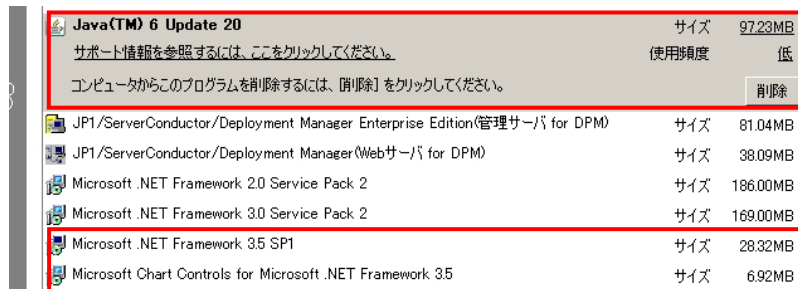 Java(TM) 6 Update 20 サイズ 97.23MB
サポート情報を参照するには、ここをクリックしてください。 使用頻度 低
コンピュータからこのプログラムを削除するには、[削除] をクリックしてください。 削除
JP1/ServerConductor/Deployment Manager Enterprise Edition(管理サーバ for DPM) サイズ 81.04MB
JP1/ServerConductor/Deployment Manager(Webサーバ for DPM) サイズ 38.09MB
Microsoft .NET Framework 2.0 Service Pack 2 サイズ 186.00MB
Microsoft .NET Framework 3.0 Service Pack 2 サイズ 169.00MB
Microsoft .NET Framework 3.5 SP1 サイズ 28.32MB
Microsoft Chart Controls for Microsoft .NET Framework 3.5 サイズ 6.92MB